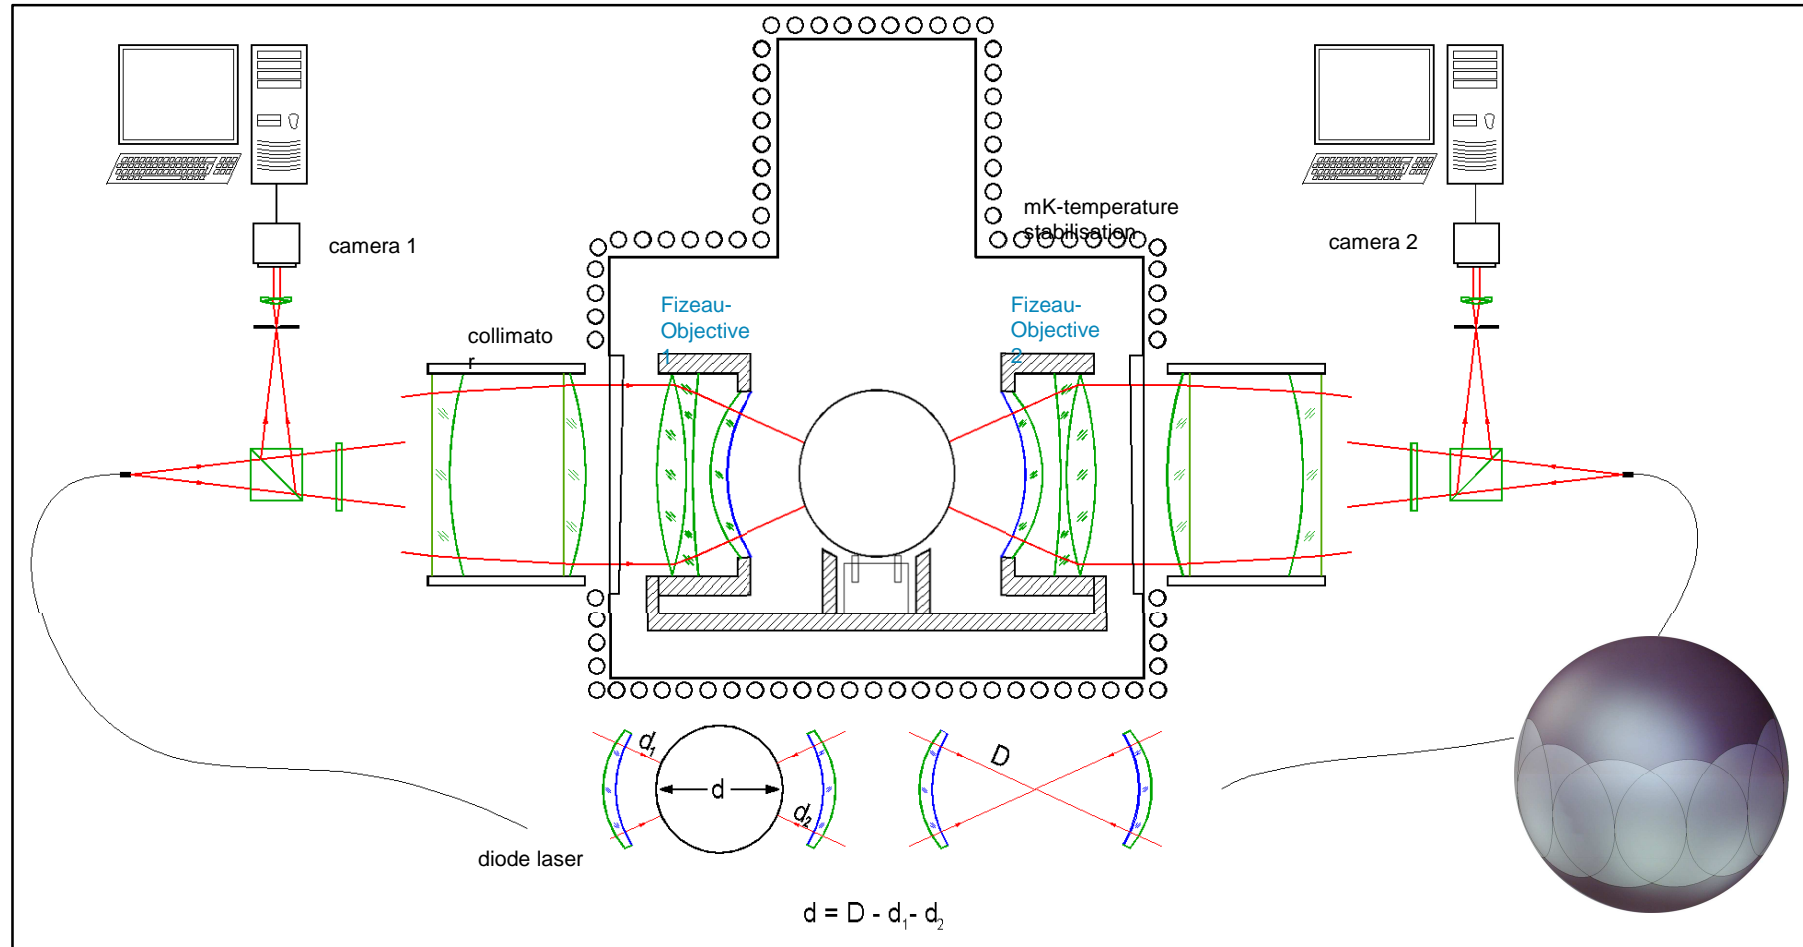 mK-temperature
stabilisation
camera 1
camera 2
Fizeau-
Objective
1
Fizeau-
Objective
2
collimato
r
d₁
d
d₂
D
diode laser
d = D - d₁- d₂